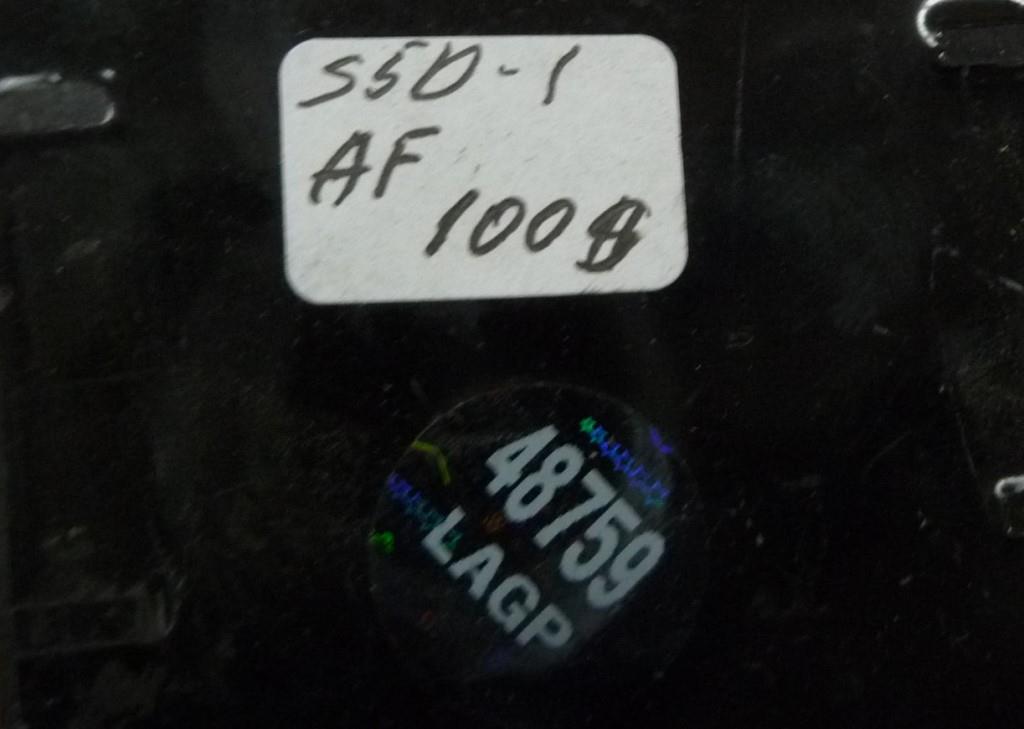 SSD-1
AF
100$
48759
LAGP